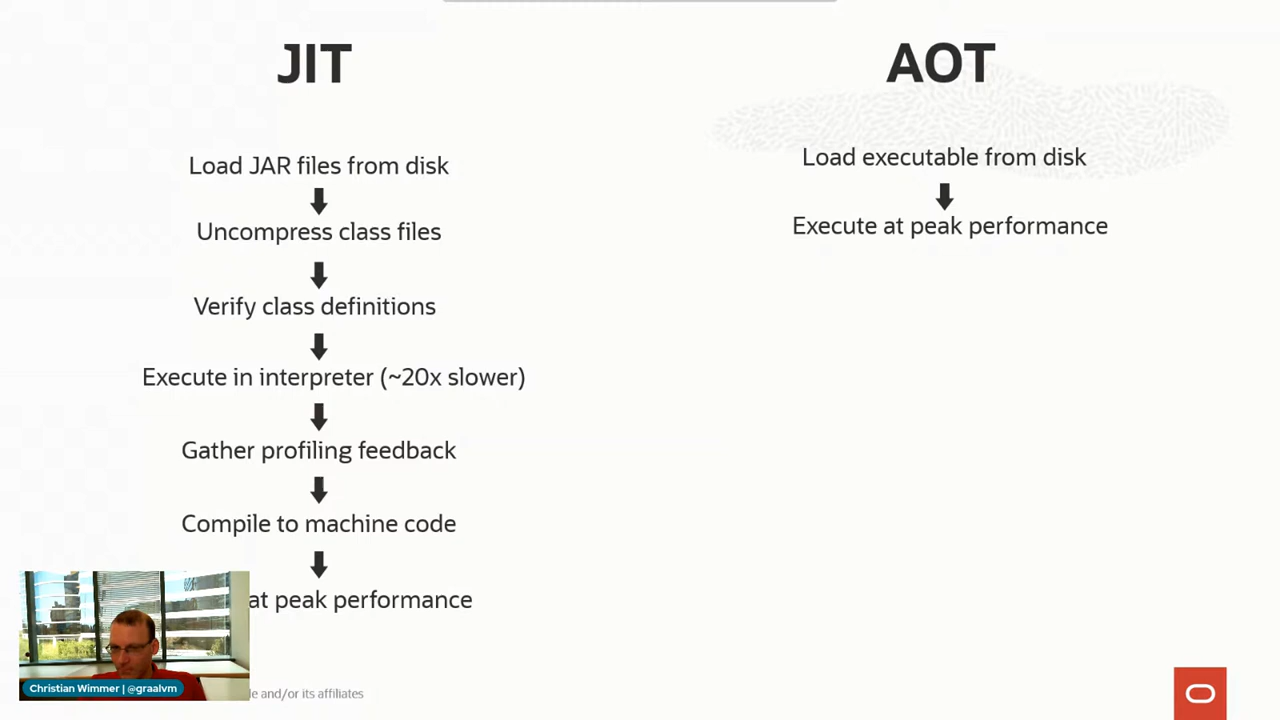 JIT
Load JAR files from disk
Uncompress class files
Verify class definitions
Execute in interpreter (~20x slower)
Gather profiling feedback
Compile to machine code
at peak performance
AOT
Load executable from disk
Execute at peak performance
Christian Wimmer | @graalvm
and/or its affiliates